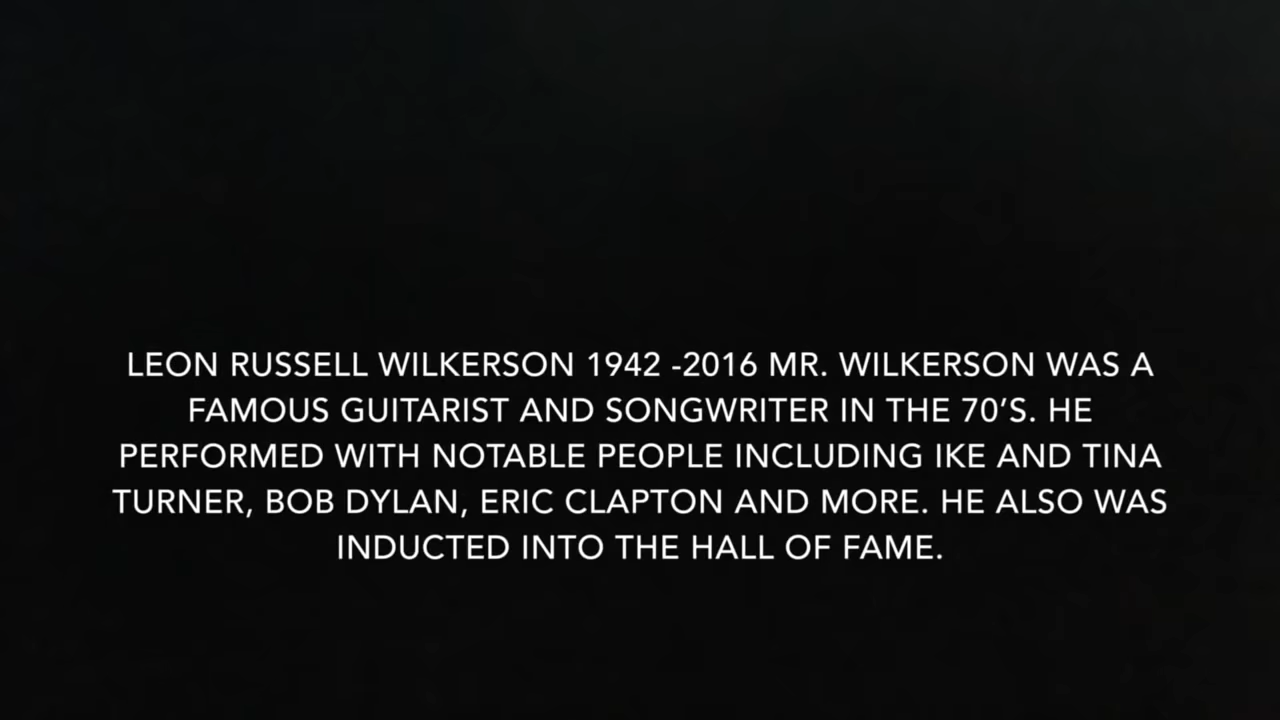 LEON RUSSELL WILKERSON 1942 -2016 MR. WILKERSON WAS A
FAMOUS GUITARIST AND SONGWRITER IN THE 70’S. HE
PERFORMED WITH NOTABLE PEOPLE INCLUDING IKE AND TINA
TURNER, BOB DYLAN, ERIC CLAPTON AND MORE. HE ALSO WAS
INDUCTED INTO THE HALL OF FAME.